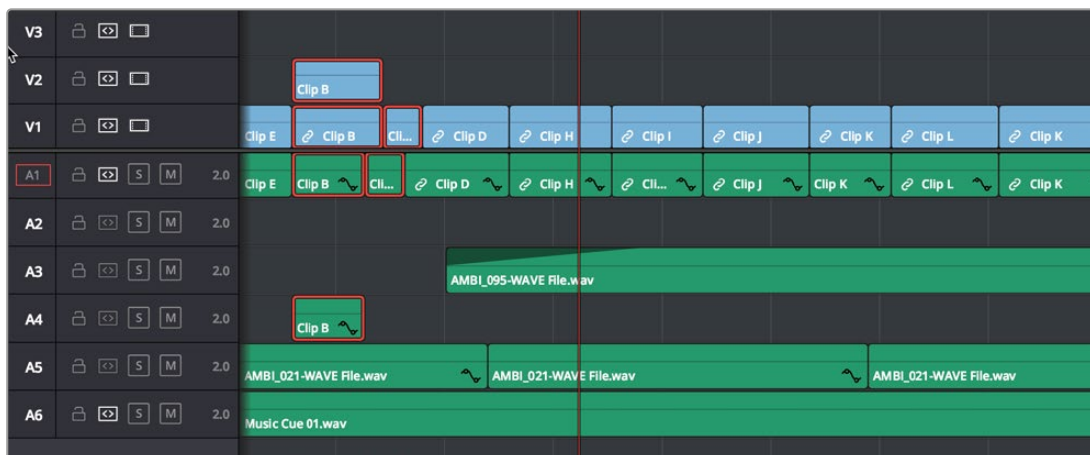 V3
V2
Clip B
V1
Clip E Clip B Cli... Clip D Clip H Clip I Clip J Clip K Clip L Clip K
A1 S M 2.0 Clip E Clip B Cli... Clip D Clip H Cli... Clip J Clip K Clip L Clip K
A2 S M 2.0
A3 S M 2.0
AMBI_095-WAVE File.wav
A4 S M 2.0
Clip B
A5 S M 2.0
AMBI_021-WAVE File.wav AMBI_021-WAVE File.wav AMBI_021-WAVE File.wav
A6 S M 2.0
Music Cue 01.wav